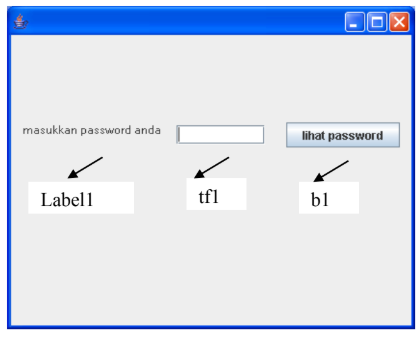 masukkan password anda
lihat password
Label1
tf1
b1